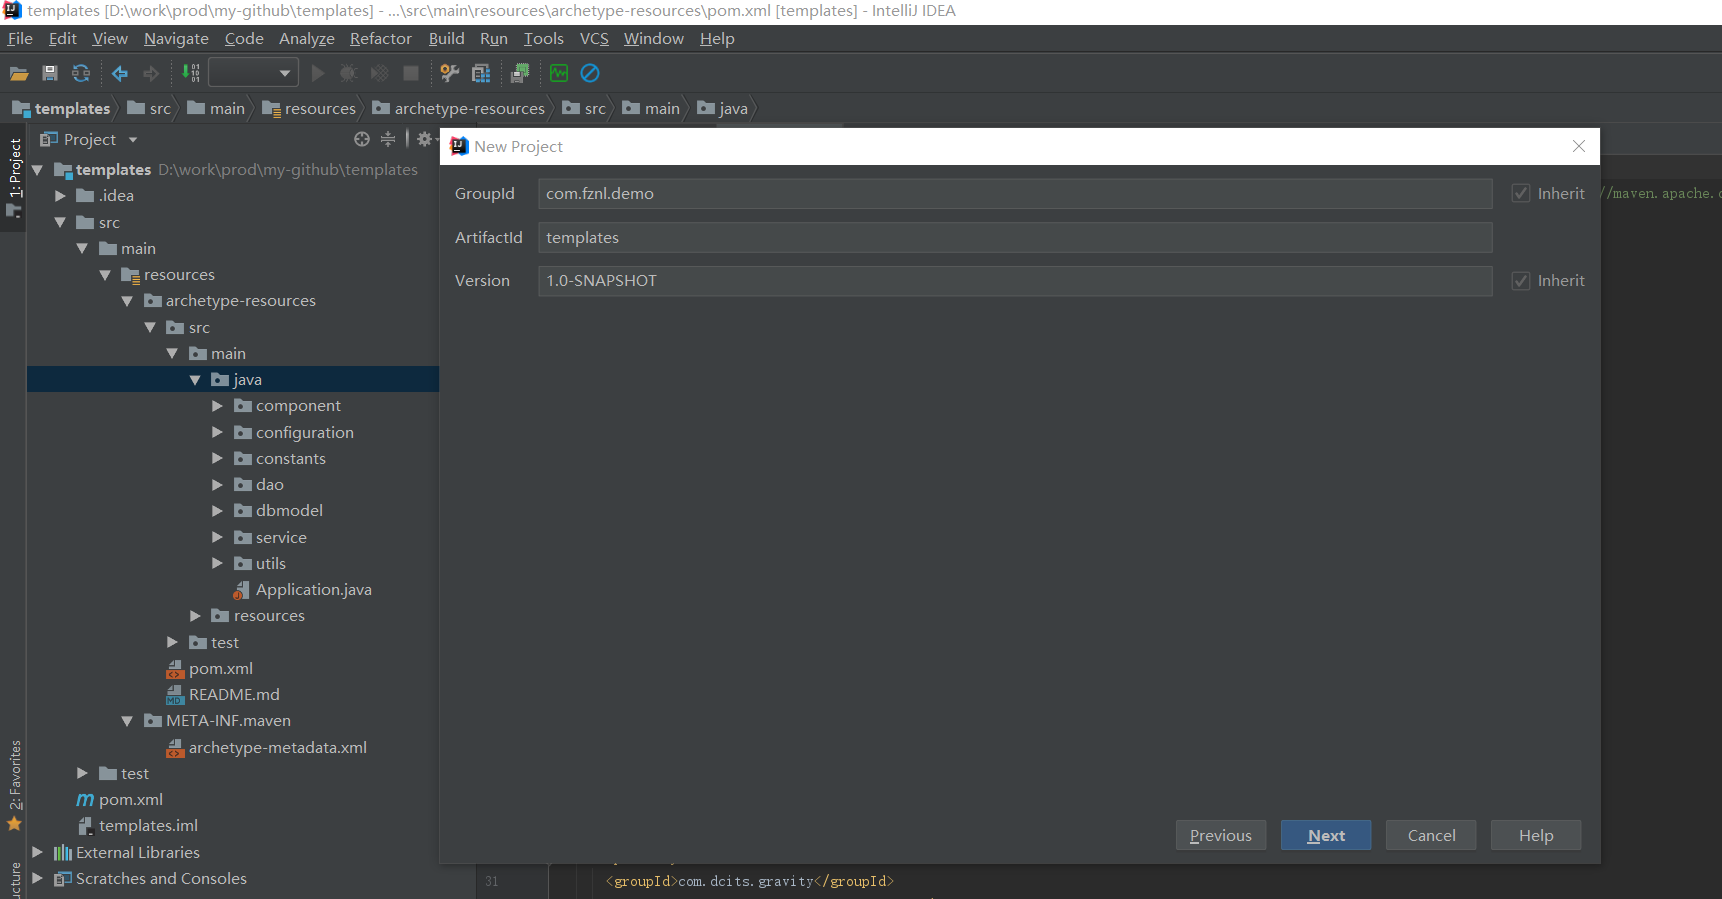 templates [D:\work\prod\my-github\templates] - ...\src\main\resources\archetype-resources\pom.xml [templates] - IntelliJ IDEA
File Edit View Navigate Code Analyze Refactor Build Run Tools VCS Window Help
templates src main resources archetype-resources src main java
1: Project
Project
templates D:\work\prod\my-github\templates
.idea
src
main
resources
archetype-resources
src
main
java
component
configuration
constants
dao
dbmodel
service
utils
Application.java
resources
test
pom.xml
README.md
META-INF.maven
archetype-metadata.xml
test
pom.xml
templates.iml
External Libraries
Scratches and Consoles
2: Favorites
New Project
GroupId com.fznl.demo Inherit
ArtifactId templates
Version 1.0-SNAPSHOT Inherit
Previous Next Cancel Help
//maven.apache.
31 <groupId>com.dcits.gravity</groupId>